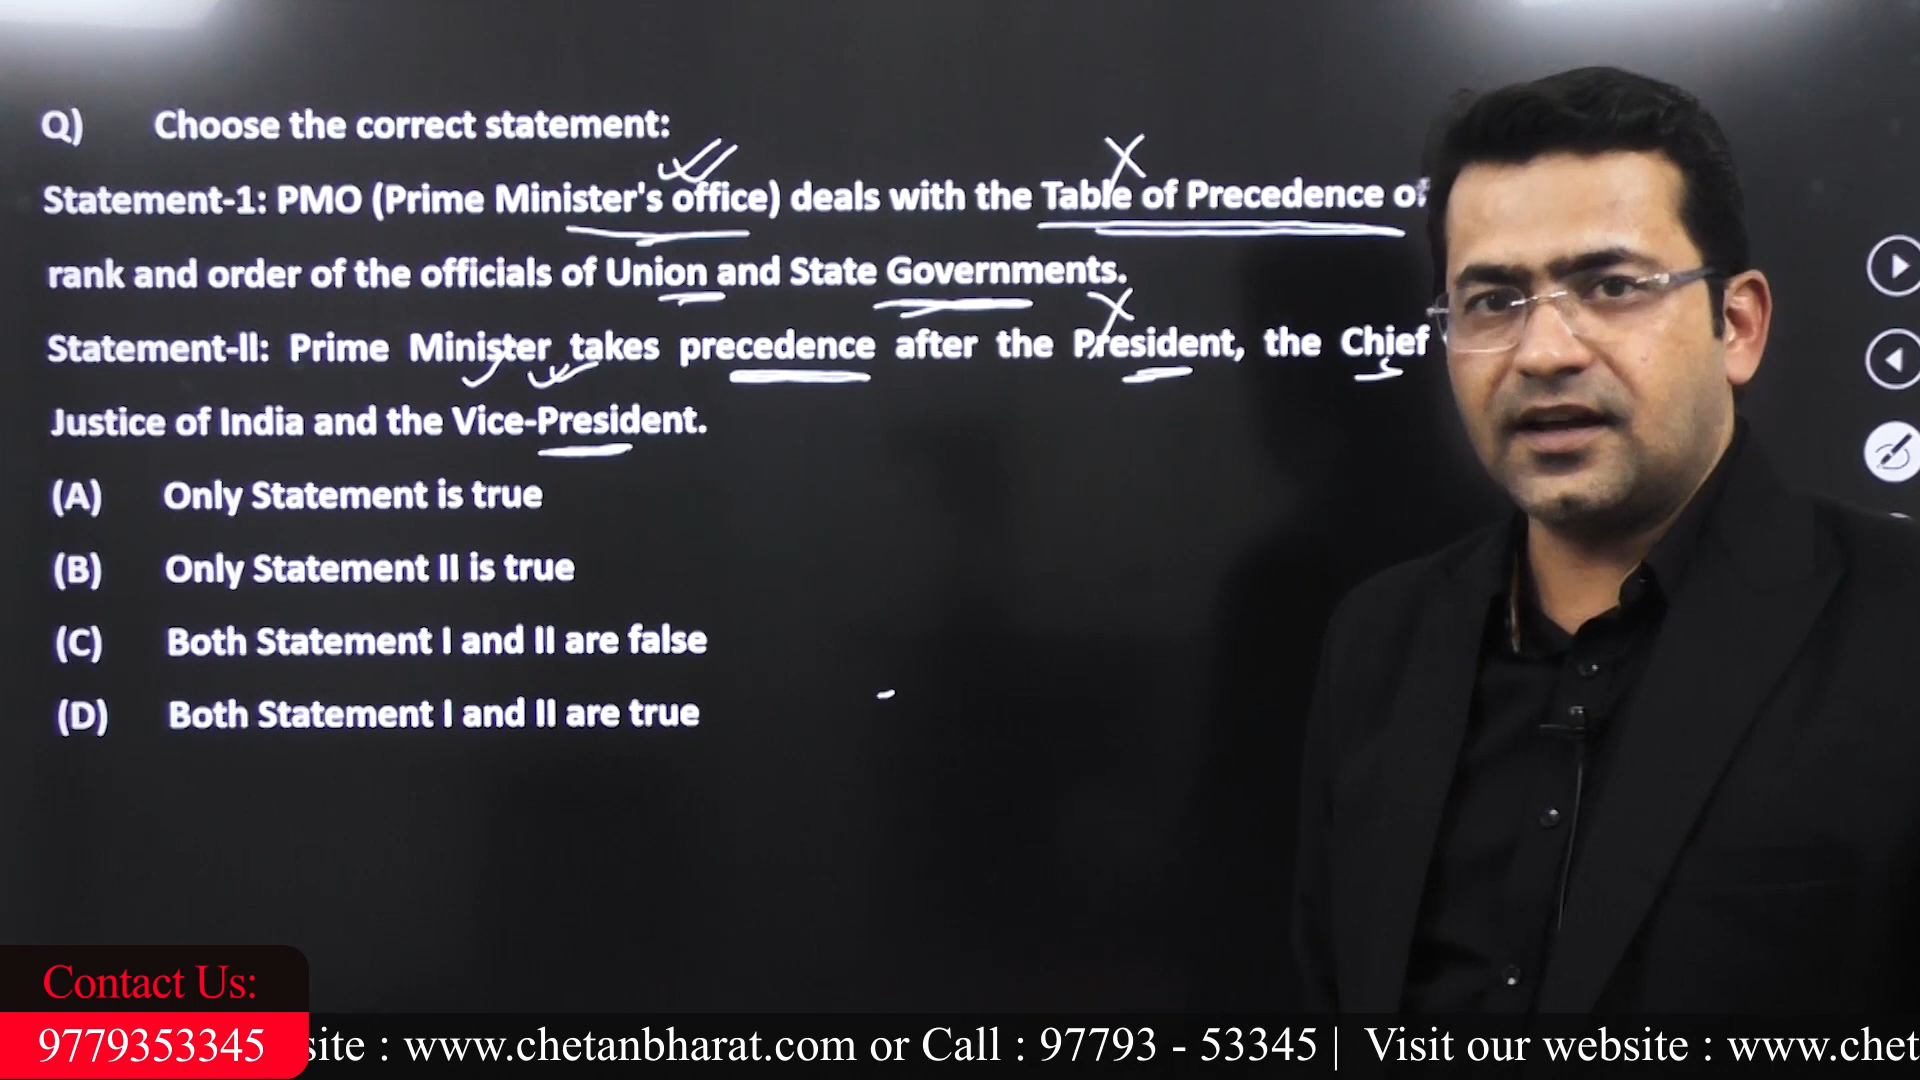 Q) Choose the correct statement:
Statement-1: PMO (Prime Minister's office) deals with the Table of Precedence of
rank and order of the officials of Union and State Governments.
Statement-II: Prime Minister takes precedence after the President, the Chief
Justice of India and the Vice-President.
(A) Only Statement is true
(B) Only Statement II is true
(C) Both Statement I and II are false
(D) Both Statement I and II are true
Contact Us:
9779353345
site : www.chetanbharat.com or Call : 97793 - 53345 | Visit our website : www.chet